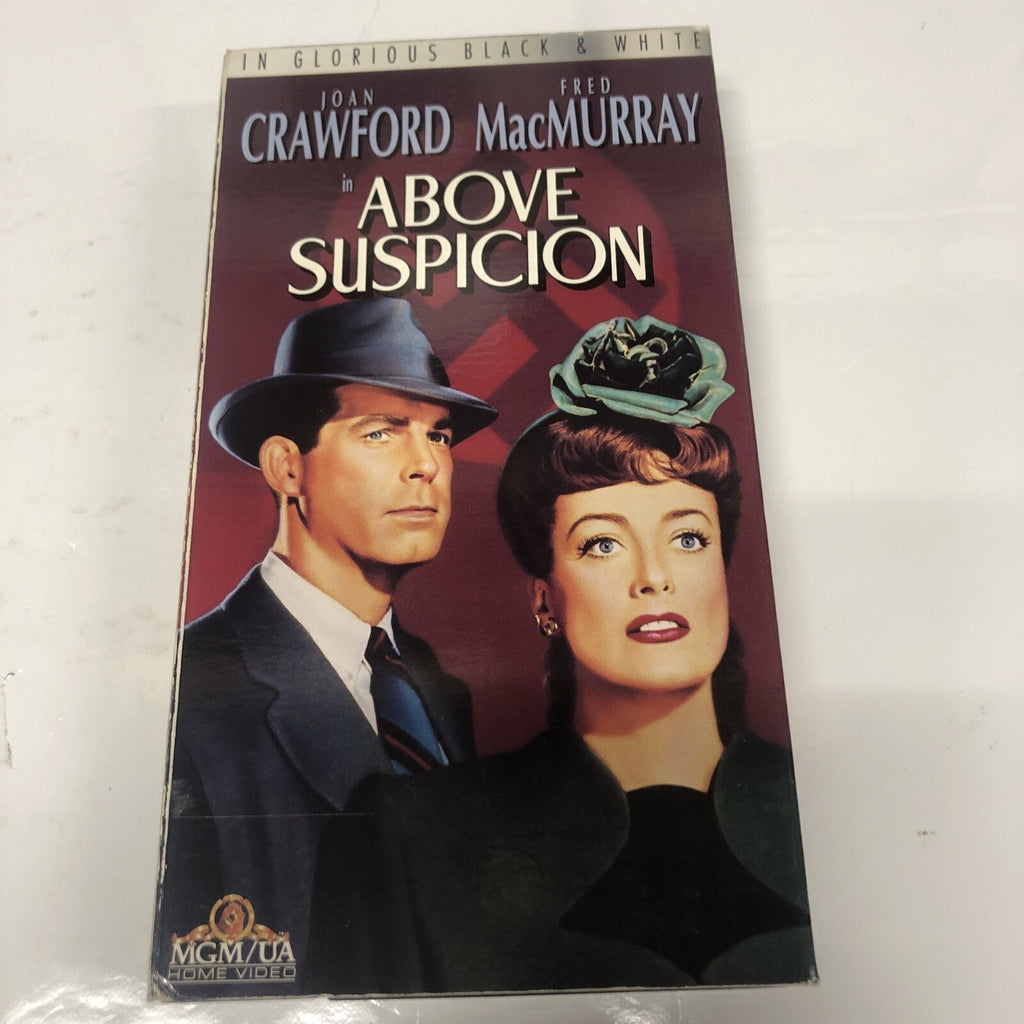 IN GLORIOUS BLACK & WHITE
JOAN FRED
CRAWFORD MacMURRAY
in ABOVE
SUSPICION
MGM/UA
HOME VIDEO